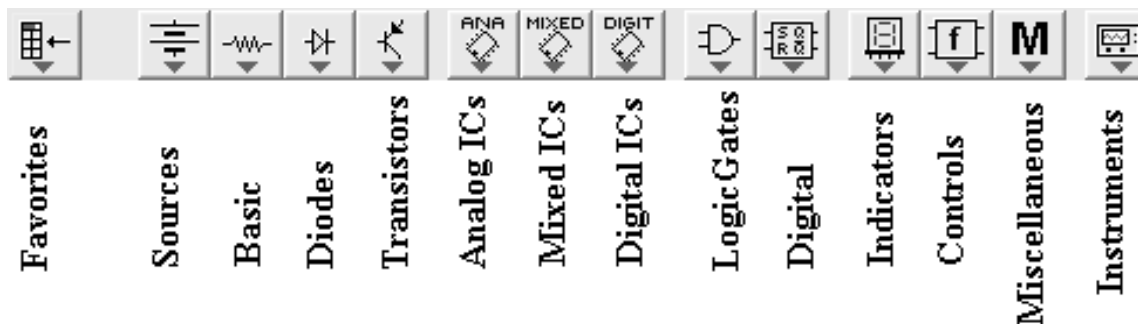 ANA
MIXED
DIGIT
S Q
R Q
f
M
Favorites
Sources
Basic
Diodes
Transistors
Analog ICs
Mixed ICs
Digital ICs
Logic Gates
Digital
Indicators
Controls
Miscellaneous
Instruments